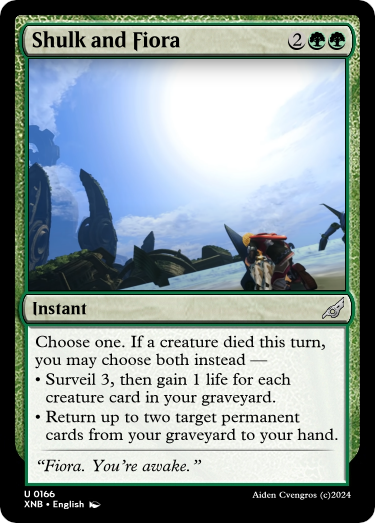 Shulk and Fiora 2
Instant
Choose one. If a creature died this turn,
you may choose both instead —
• Surveil 3, then gain 1 life for each
creature card in your graveyard.
• Return up to two target permanent
cards from your graveyard to your hand.
“Fiora. You’re awake.”
U 0166
XNB • English Aiden Cvengros (c)2024